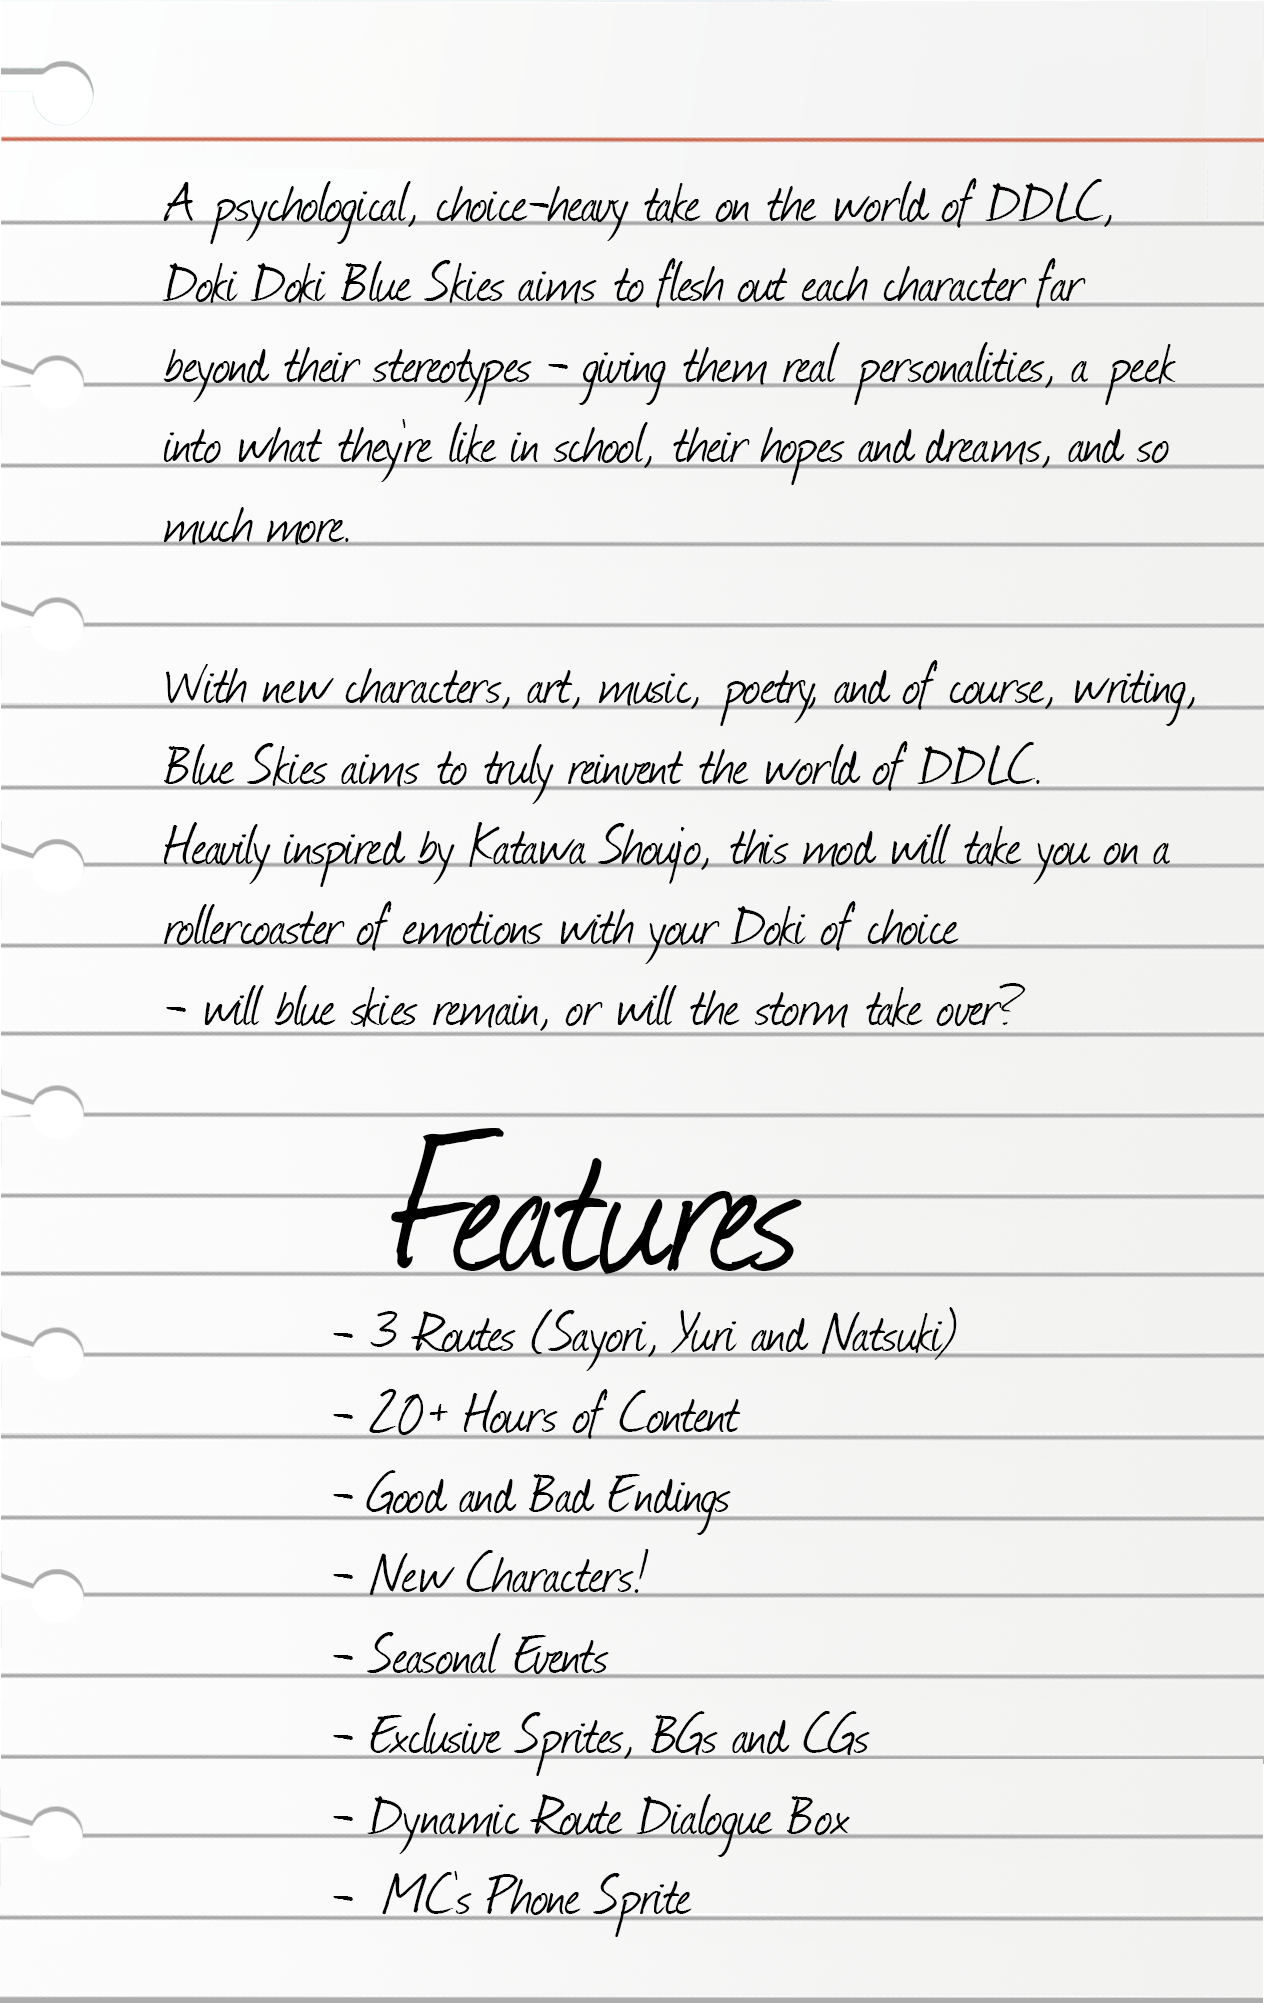 A psychological, choice-heavy take on the world of DDLC,
Doki Doki Blue Skies aims to flesh out each character far
beyond their stereotypes - giving them real personalities, a peek
into what they're like in school, their hopes and dreams, and so
much more.
With new characters, art, music, poetry, and of course, writing,
Blue Skies aims to truly reinvent the world of DDLC.
Heavily inspired by Katawa Shoujo, this mod will take you on a
rollercoaster of emotions with your Doki of choice
- will blue skies remain, or will the storm take over?
Features
- 3 Routes (Sayori, Yuri and Natsuki)
- 20+ Hours of Content
- Good and Bad Endings
- New Characters!
- Seasonal Events
- Exclusive Sprites, BGs and CGs
- Dynamic Route Dialogue Box
- MC's Phone Sprite